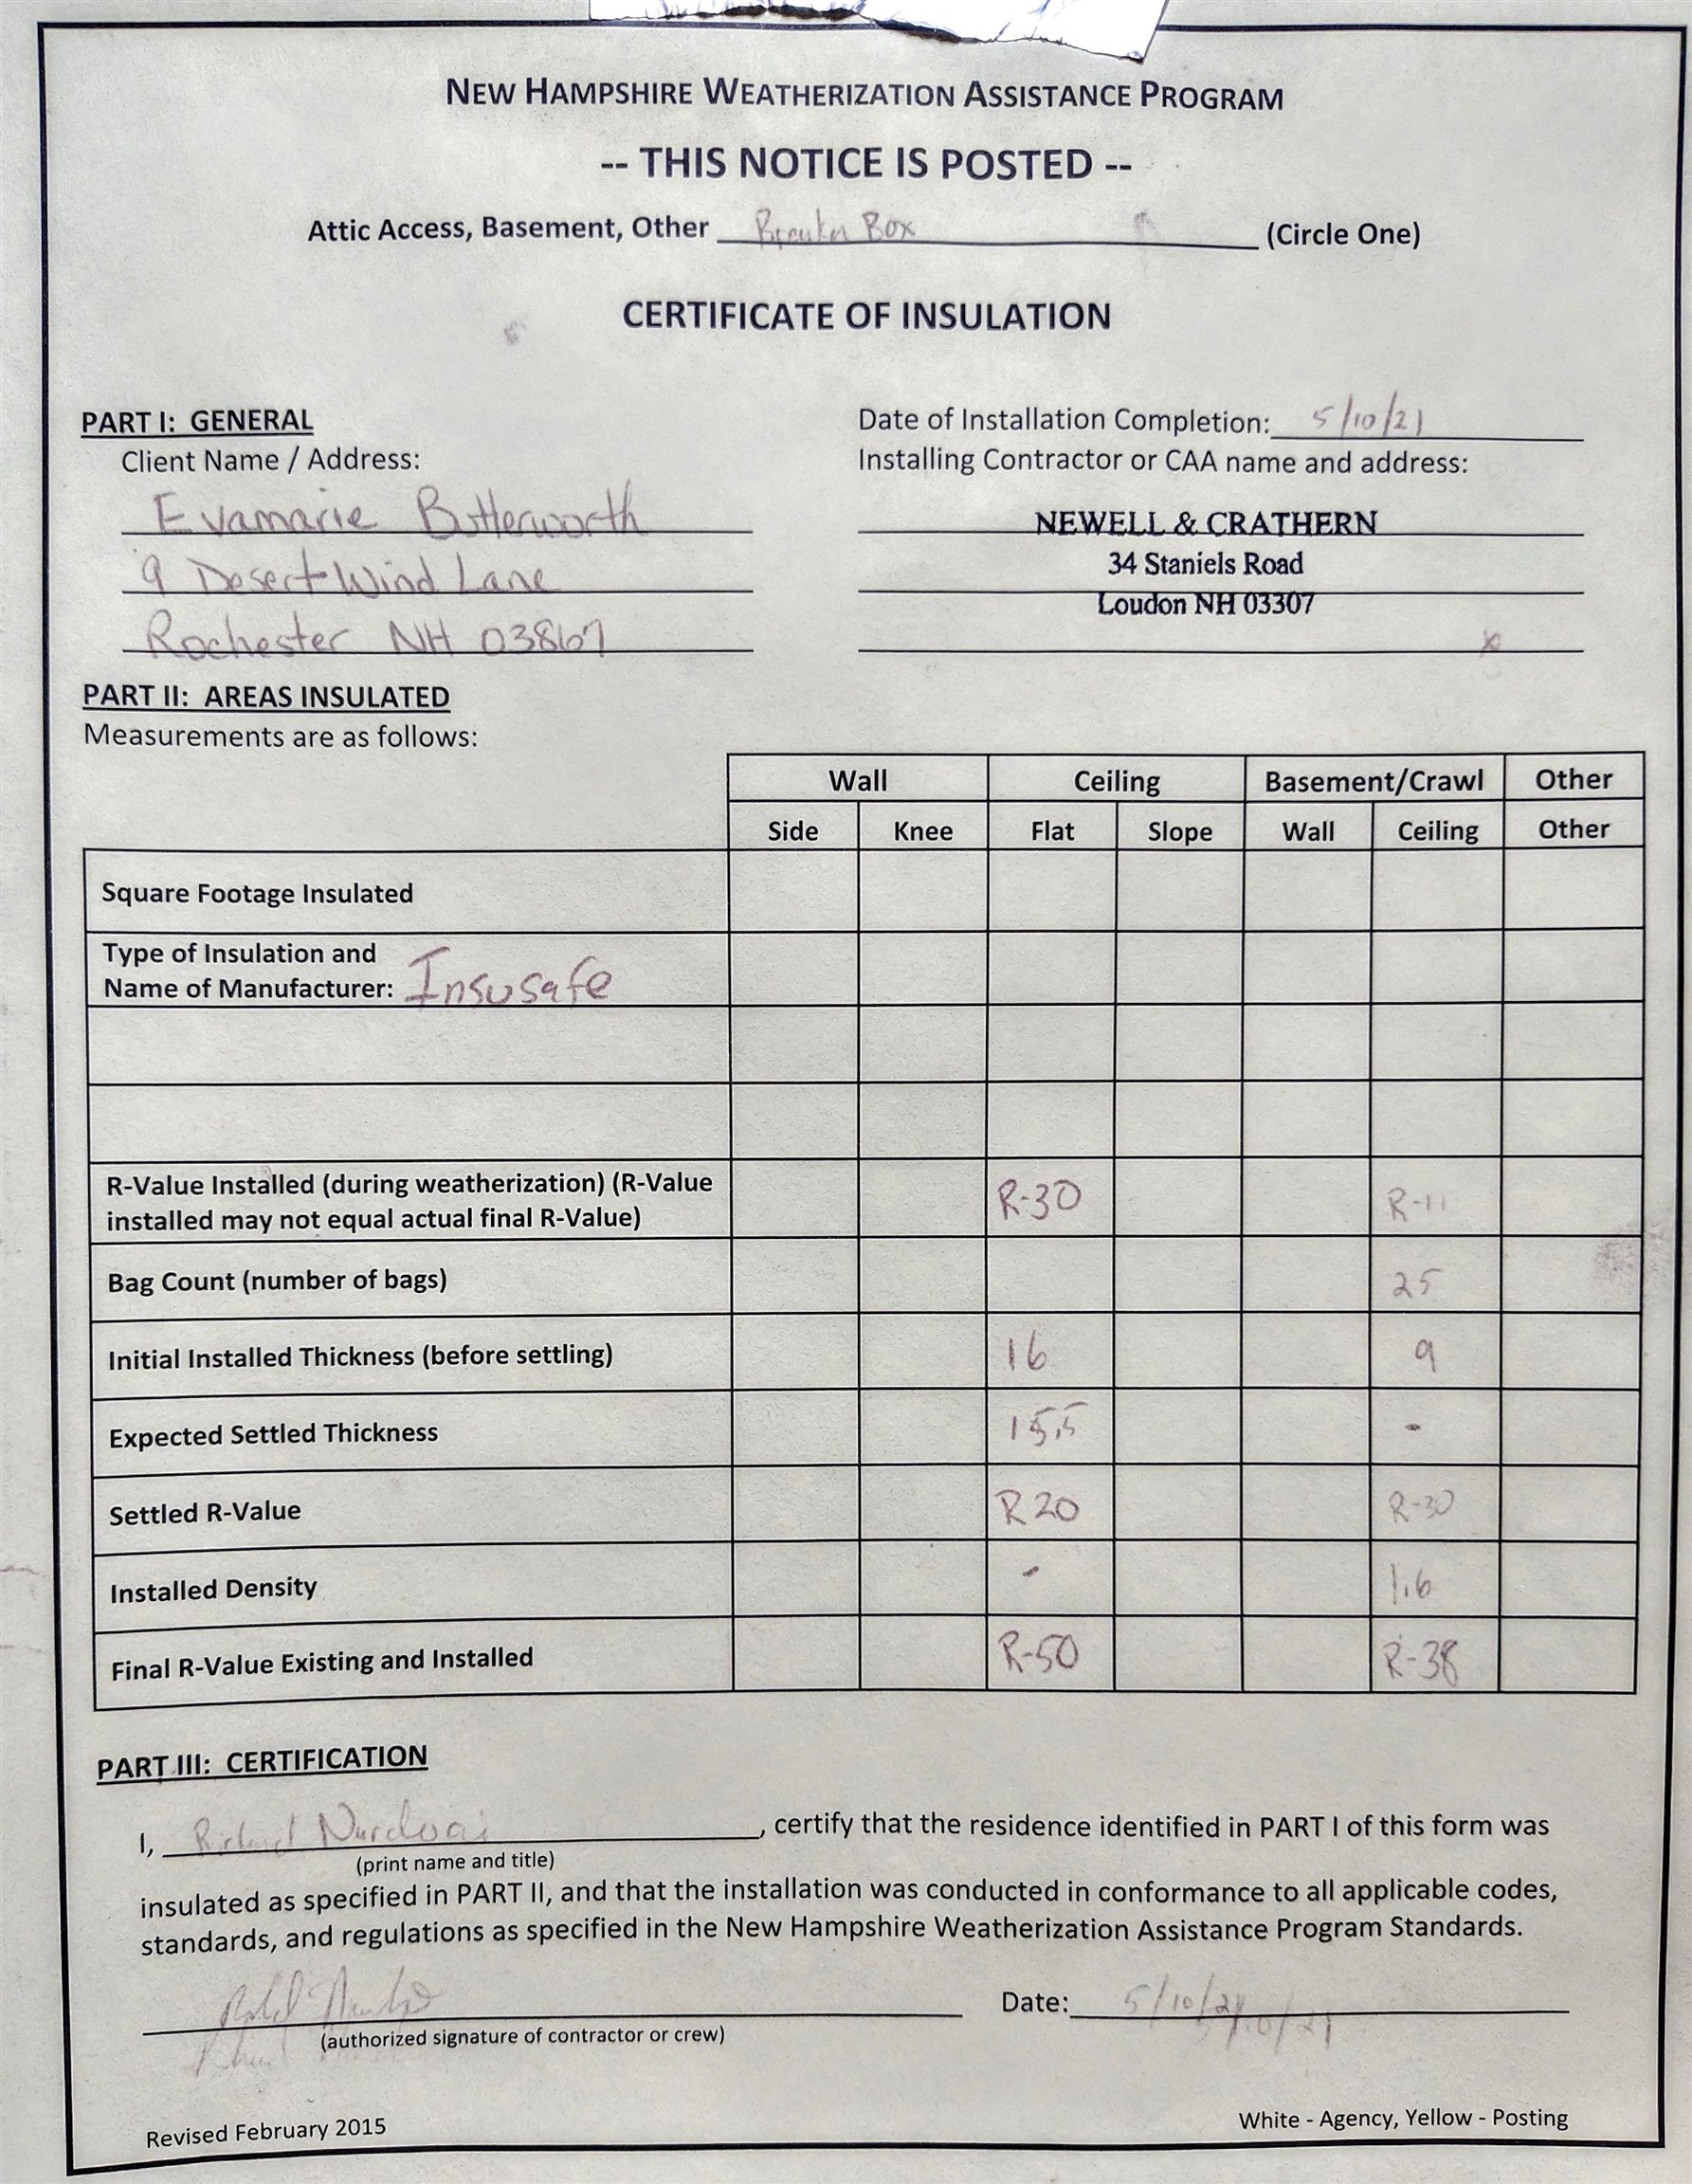 NEW HAMPSHIRE WEATHERIZATION ASSISTANCE PROGRAM
-- THIS NOTICE IS POSTED --
Attic Access, Basement, Other Breaker Box (Circle One)
CERTIFICATE OF INSULATION
PART I: GENERAL
Client Name / Address:
Evamarie Butterworth
9 Desert Wind Lane
Rochester NH 03867
Date of Installation Completion: 5/10/21
Installing Contractor or CAA name and address:
NEWELL & CRATHERN
34 Staniels Road
Loudon NH 03307
PART II: AREAS INSULATED
Measurements are as follows:
Wall Ceiling Basement/Crawl Other
Side Knee Flat Slope Wall Ceiling Other
Square Footage Insulated
Type of Insulation and
Name of Manufacturer: Insusafe
R-Value Installed (during weatherization) (R-Value
installed may not equal actual final R-Value) R-30 R-11
Bag Count (number of bags) 25
Initial Installed Thickness (before settling) 16 9
Expected Settled Thickness 15.5 -
Settled R-Value R20 R-30
Installed Density - 1.6
Final R-Value Existing and Installed R-50 R-38
PART III: CERTIFICATION
I, Richard , certify that the residence identified in PART I of this form was
(print name and title)
insulated as specified in PART II, and that the installation was conducted in conformance to all applicable codes,
standards, and regulations as specified in the New Hampshire Weatherization Assistance Program Standards.
Date: 5/10/21
(authorized signature of contractor or crew)
Revised February 2015
White - Agency, Yellow - Posting